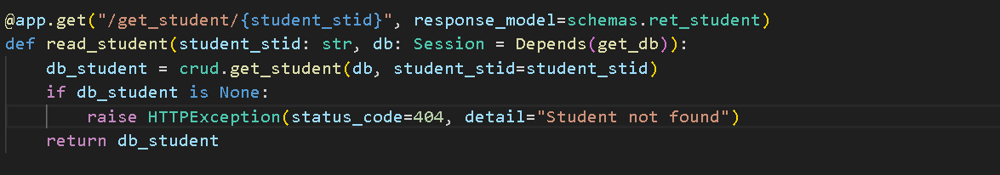 @app.get("/get_student/{student_stid}", response_model=schemas.ret_student)
def read_student(student_stid: str, db: Session = Depends(get_db)):
    db_student = crud.get_student(db, student_stid=student_stid)
    if db_student is None:
        raise HTTPException(status_code=404, detail="Student not found")
    return db_student